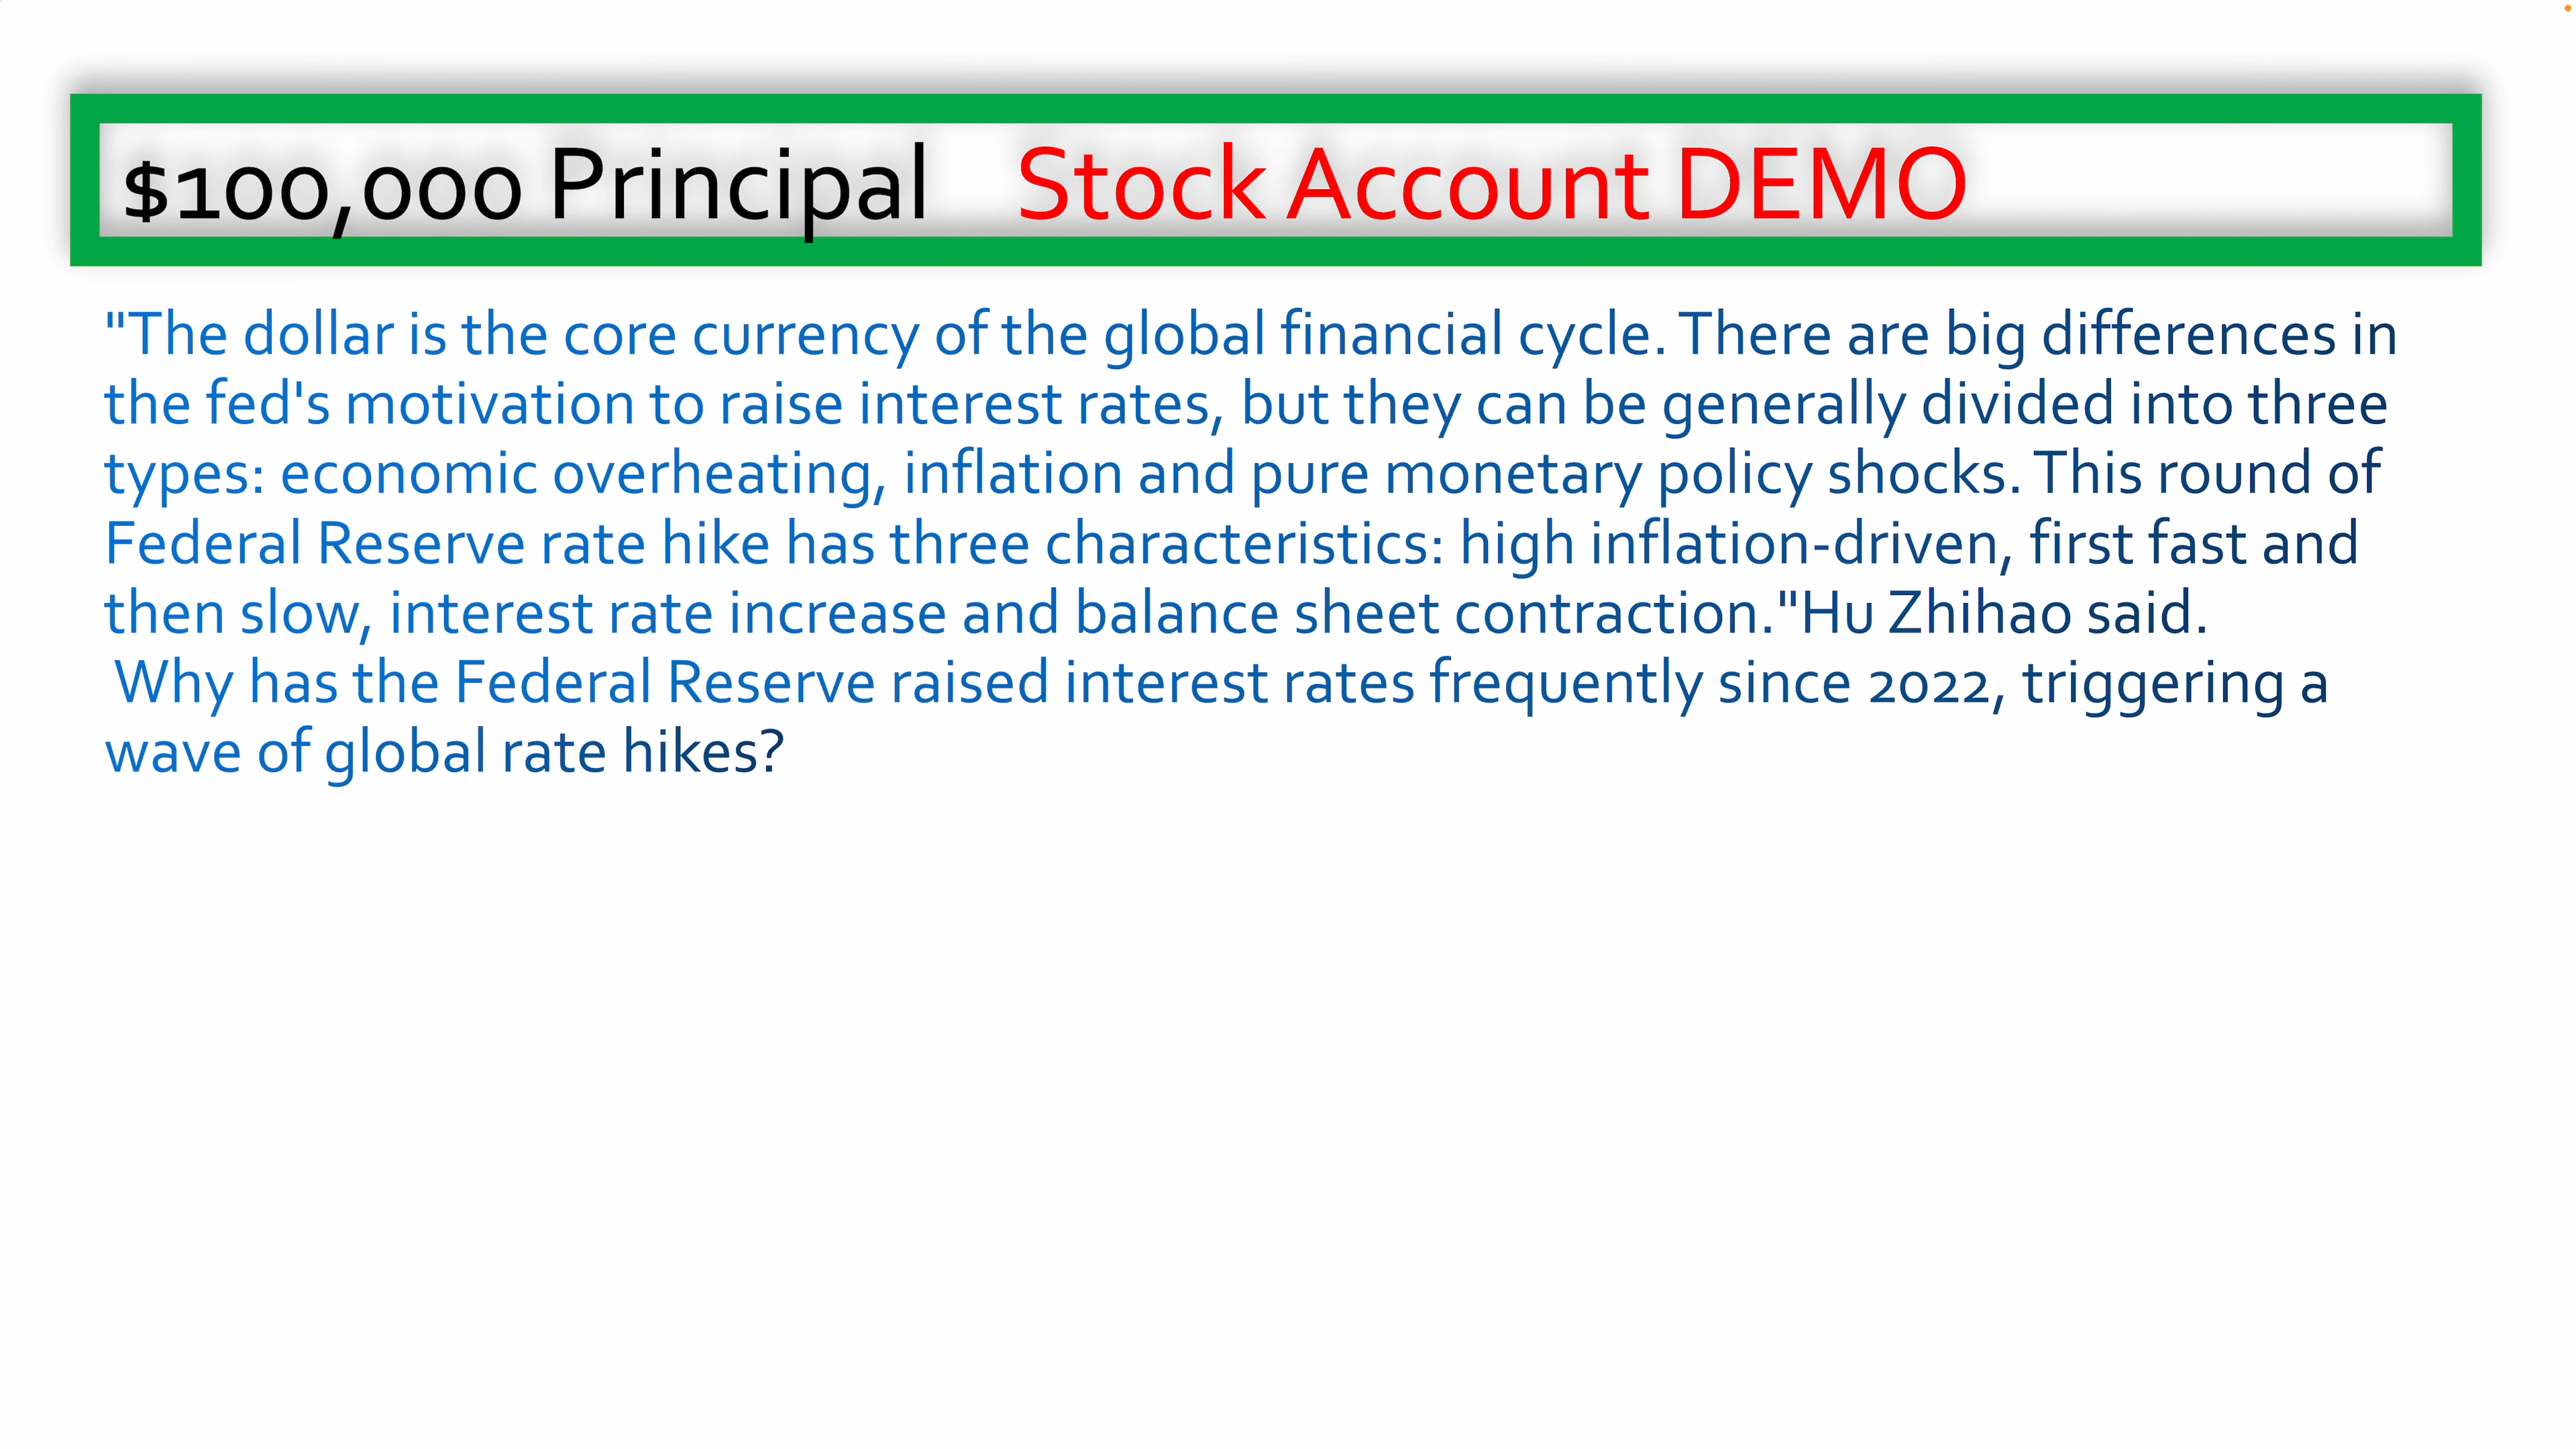 $100,000 Principal Stock Account DEMO
"The dollar is the core currency of the global financial cycle. There are big differences in
the fed's motivation to raise interest rates, but they can be generally divided into three
types: economic overheating, inflation and pure monetary policy shocks. This round of
Federal Reserve rate hike has three characteristics: high inflation-driven, first fast and
then slow, interest rate increase and balance sheet contraction."Hu Zhihao said.
Why has the Federal Reserve raised interest rates frequently since 2022, triggering a
wave of global rate hikes?